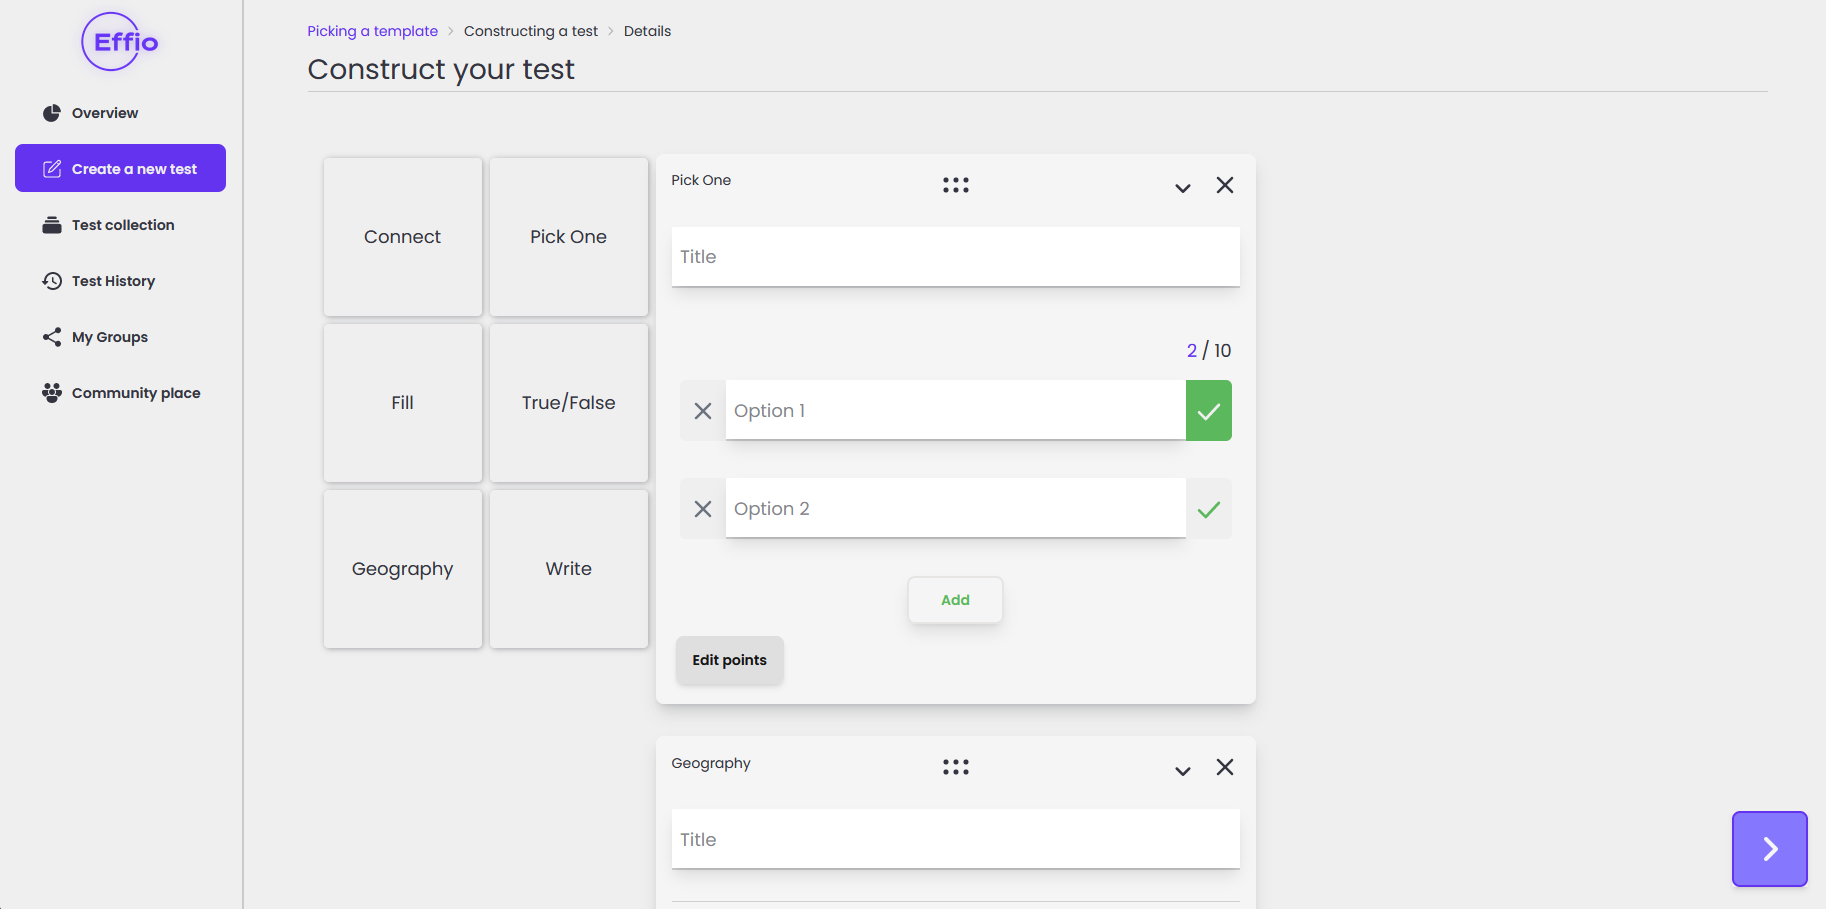 Effio
Overview
Create a new test
Test collection
Test History
My Groups
Community place
Picking a template > Constructing a test > Details
Construct your test
Connect
Pick One
Fill
True/False
Geography
Write
Pick One
Title
2 / 10
Option 1
Option 2
Add
Edit points
Geography
Title